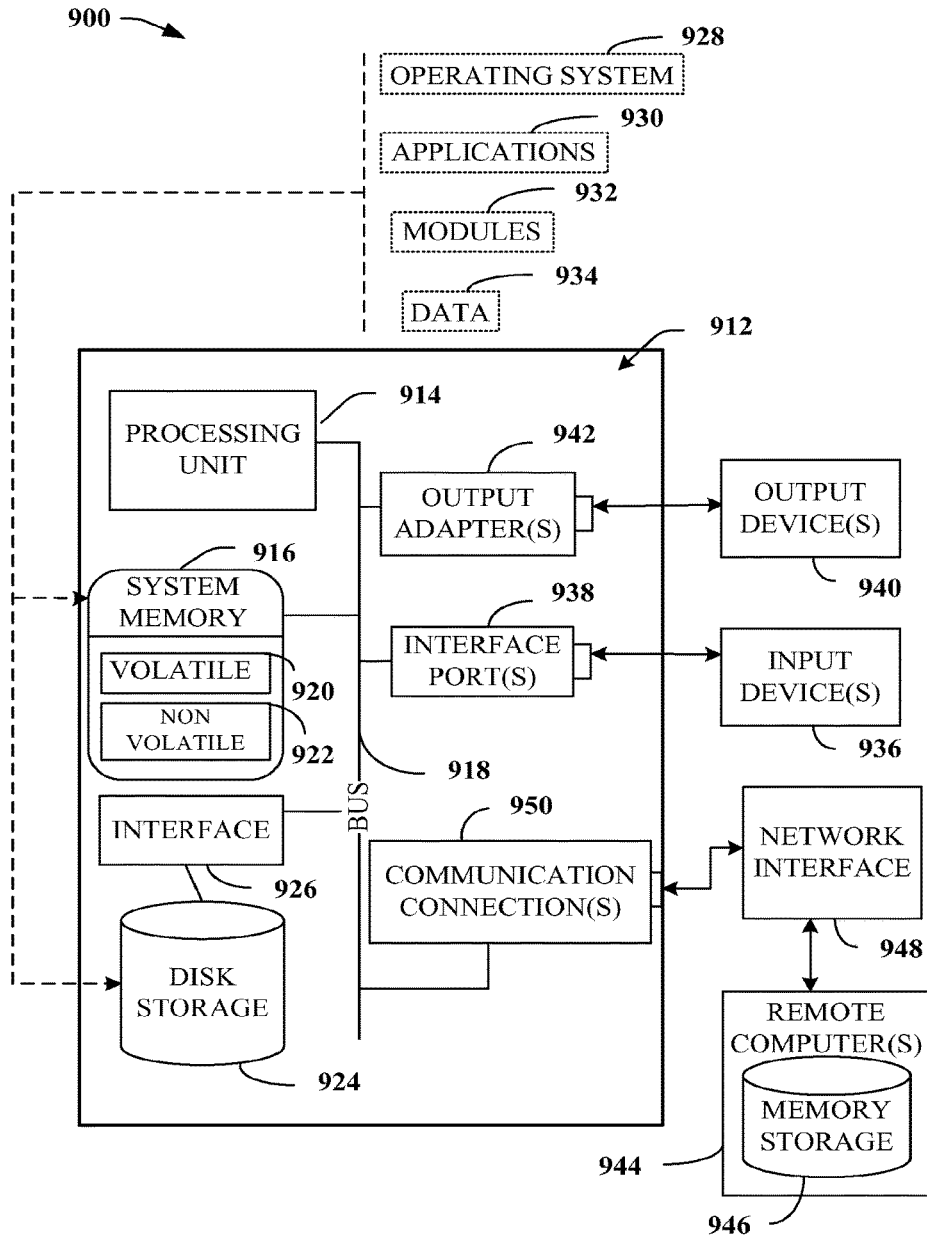 900
928
OPERATING SYSTEM
930
APPLICATIONS
932
MODULES
934
DATA
912
914
PROCESSING
UNIT
942
OUTPUT
ADAPTER(S)
OUTPUT
DEVICE(S)
940
916
SYSTEM
MEMORY
VOLATILE
920
NON
VOLATILE
922
938
INTERFACE
PORT(S)
INPUT
DEVICE(S)
936
918
BUS
INTERFACE
926
950
COMMUNICATION
CONNECTION(S)
NETWORK
INTERFACE
948
DISK
STORAGE
924
REMOTE
COMPUTER(S)
MEMORY
STORAGE
944
946